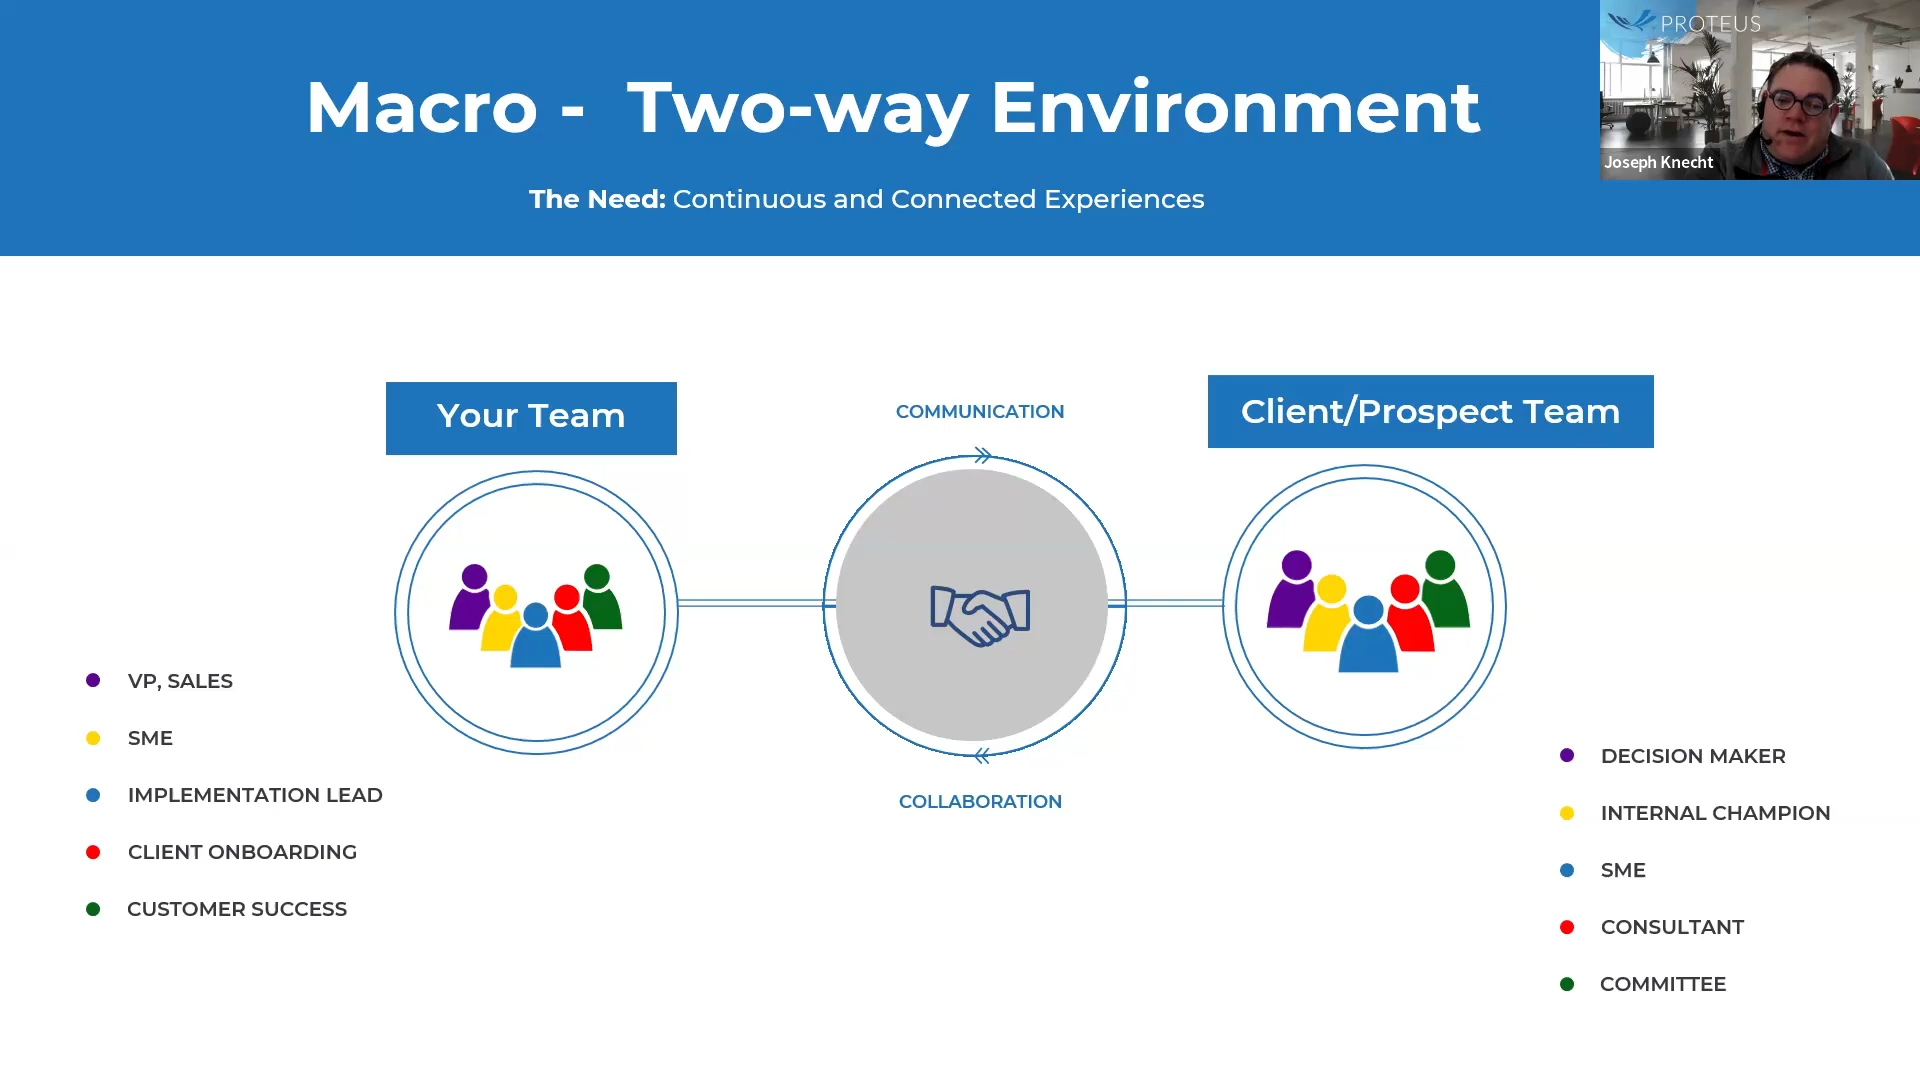 Macro - Two-way Environment
The Need: Continuous and Connected Experiences
PROTEUS
Joseph Knecht
Your Team
COMMUNICATION
Client/Prospect Team
VP, SALES
SME
IMPLEMENTATION LEAD
CLIENT ONBOARDING
CUSTOMER SUCCESS
COLLABORATION
DECISION MAKER
INTERNAL CHAMPION
SME
CONSULTANT
COMMITTEE